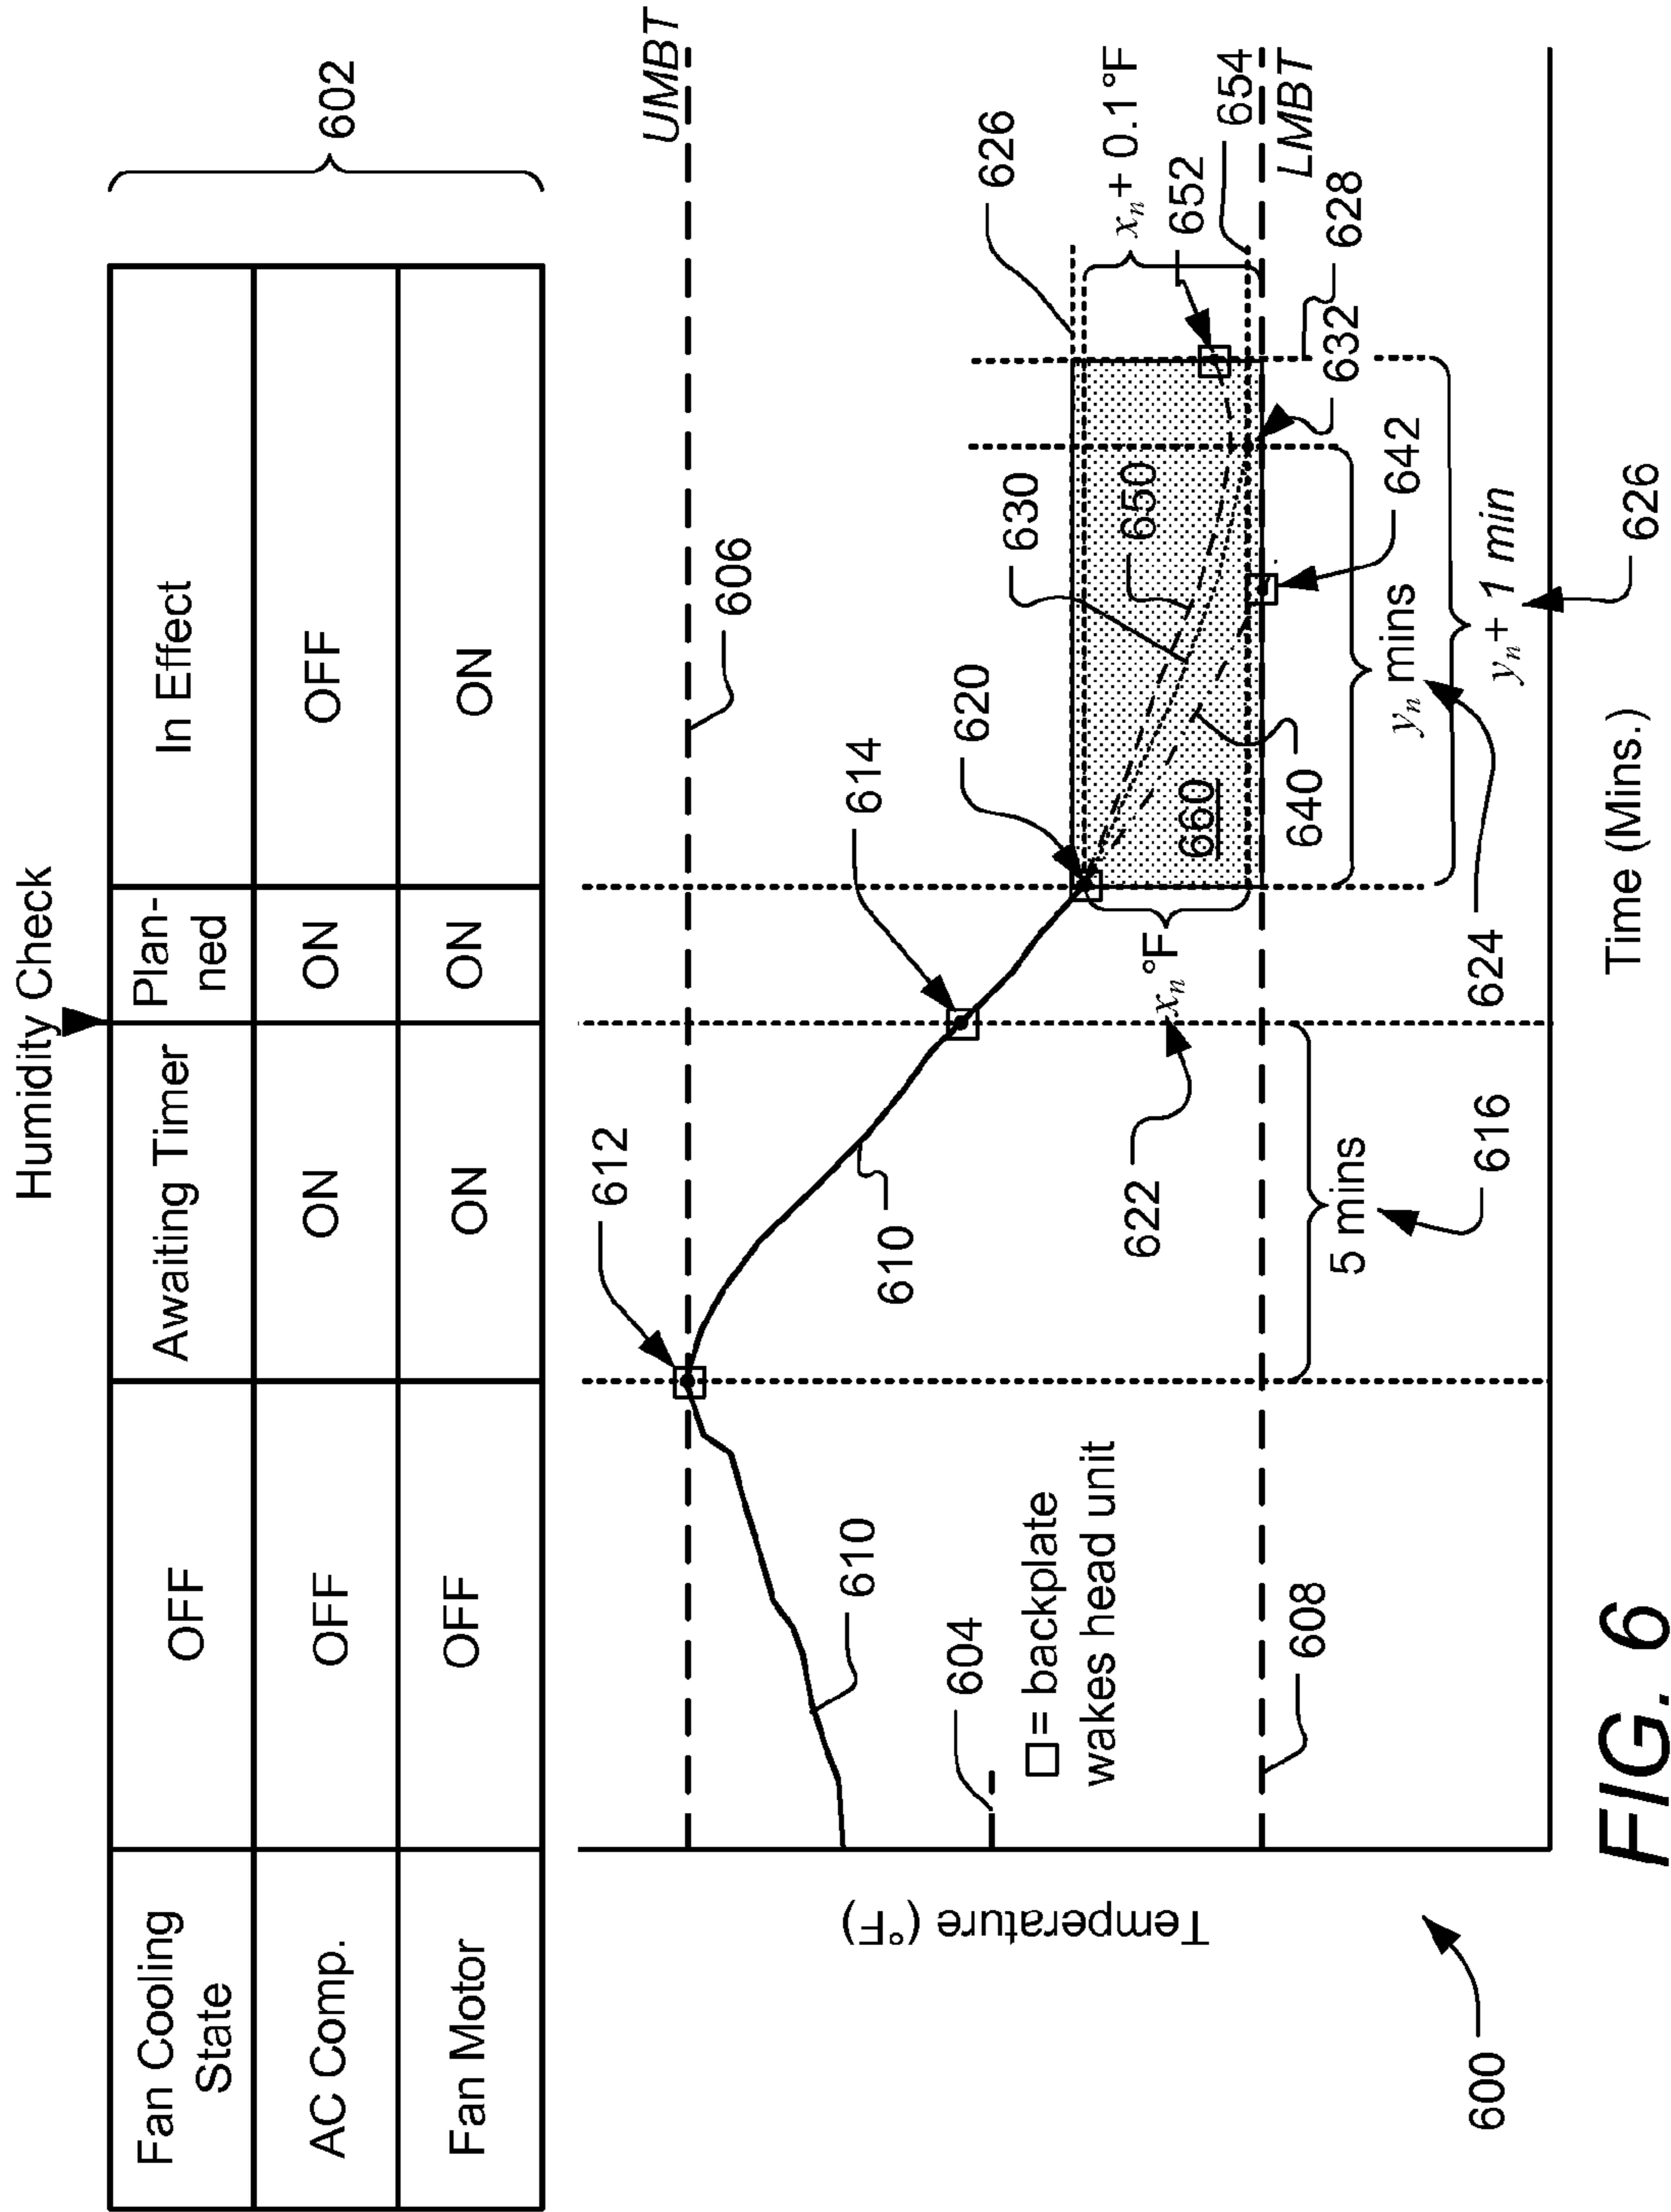 Humidity Check
Fan Cooling
State
OFF
Awaiting Timer
Plan-
ned
In Effect
AC Comp.
OFF
ON
ON
OFF
Fan Motor
OFF
ON
ON
ON
602
UMBT
606
612
614
620
626
610
610
604
□= backplate
wakes head unit
608
622
xₙ°F
660
640
630
650
xₙ+ 0.1°F
652
654
LMBT
628
632
642
5 mins
616
yₙ mins
624
yₙ+ 1 min
626
Temperature (°F)
Time (Mins.)
600
FIG. 6